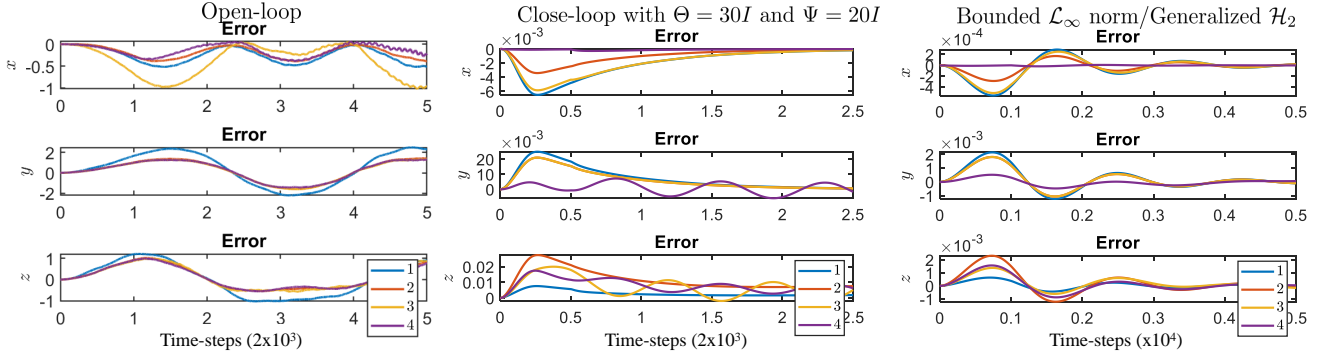 Open-loop
Error
x
0
-0.5
-1
0 1 2 3 4 5
Error
y
2
0
-2
0 1 2 3 4 5
Error
z
1
0
-1
0 1 2 3 4 5
1
2
3
4
Time-steps (2x10³)
Close-loop with Θ = 30I and Ψ = 20I
Error
×10⁻³
x
0
-2
-4
-6
0 0.5 1 1.5 2 2.5
Error
×10⁻³
y
20
10
0
0 0.5 1 1.5 2 2.5
Error
z
0.02
0.01
0
0 0.5 1 1.5 2 2.5
1
2
3
4
Time-steps (2x10³)
Bounded ℒ∞ norm/Generalized ℋ₂
Error
×10⁻⁴
x
2
0
-2
-4
0 0.1 0.2 0.3 0.4 0.5
Error
×10⁻³
y
2
1
0
-1
0 0.1 0.2 0.3 0.4 0.5
Error
×10⁻³
z
2
1
0
-1
0 0.1 0.2 0.3 0.4 0.5
1
2
3
4
Time-steps (x10⁴)